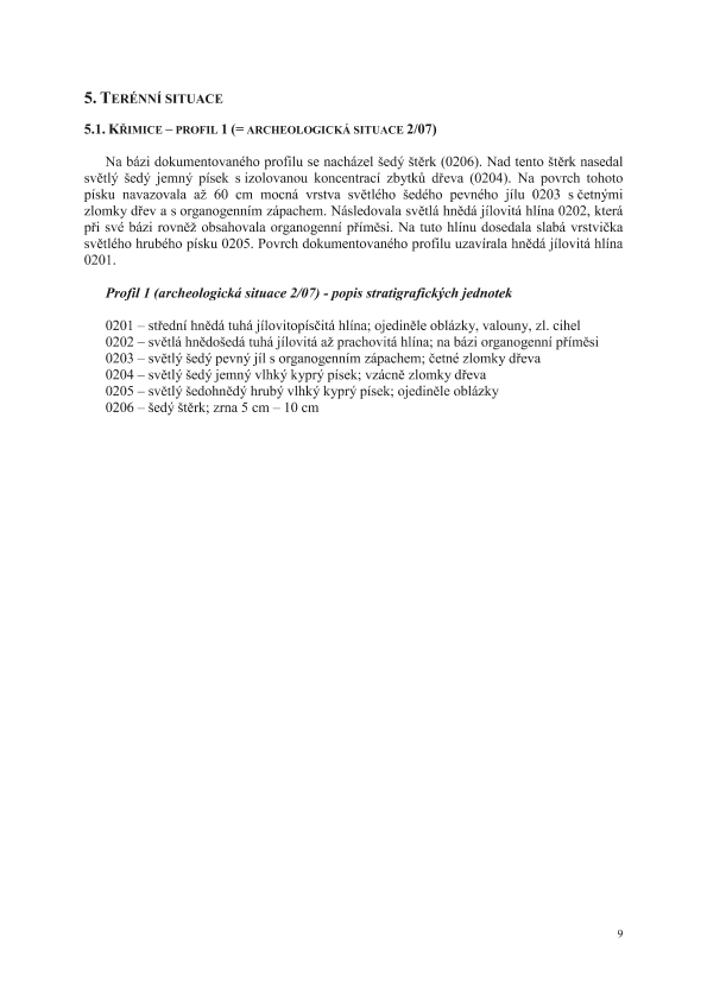 5. TERÉNNÍ SITUACE
5.1. KŘIMICE – PROFIL 1 (= ARCHEOLOGICKÁ SITUACE 2/07)
Na bázi dokumentovaného profilu se nacházel šedý štěrk (0206). Nad tento štěrk nasedal
světlý šedý jemný písek s izolovanou koncentrací zbytků dřeva (0204). Na povrch tohoto
písku navazovala až 60 cm mocná vrstva světlého šedého pevného jílu 0203 s četnými
zlomky dřev a s organogenním zápachem. Následovala světlá hnědá jílovitá hlína 0202, která
při své bázi rovněž obsahovala organogenní příměsi. Na tuto hlínu dosedala slabá vrstvička
světlého hrubého písku 0205. Povrch dokumentovaného profilu uzavírala hnědá jílovitá hlína
0201.
Profil 1 (archeologická situace 2/07) - popis stratigrafických jednotek
0201 – střední hnědá tuhá jílovitopísčitá hlína; ojediněle oblázky, valouny, zl. cihel
0202 – světlá hnědošedá tuhá jílovitá až prachovitá hlína; na bázi organogenní příměsi
0203 – světlý šedý pevný jíl s organogenním zápachem; četné zlomky dřeva
0204 – světlý šedý jemný vlhký kyprý písek; vzácně zlomky dřeva
0205 – světlý šedohnědý hrubý vlhký kyprý písek; ojediněle oblázky
0206 – šedý štěrk; zrna 5 cm – 10 cm
9